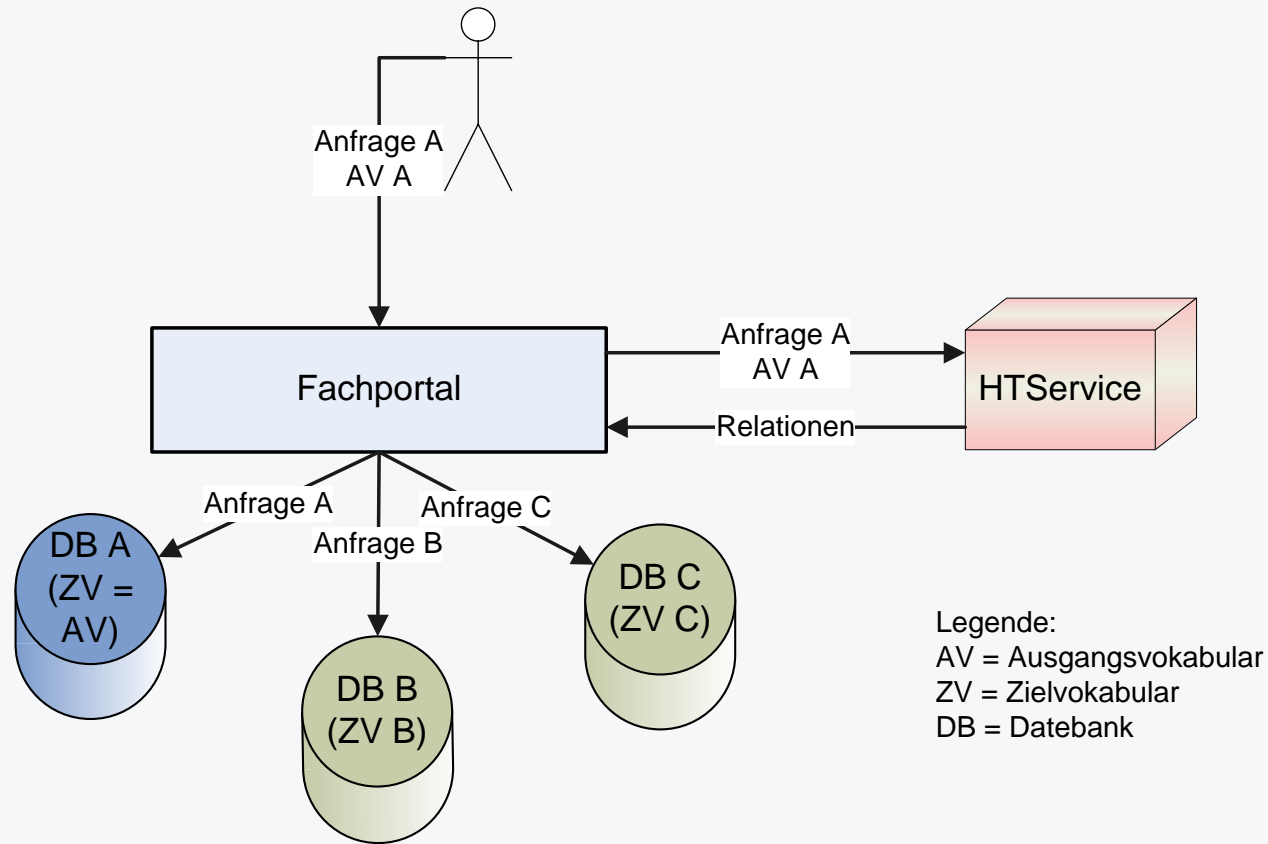 Anfrage A
AV A
Fachportal
Anfrage A
AV A
Relationen
HTService
Anfrage A
Anfrage B
Anfrage C
DB A
(ZV =
AV)
DB B
(ZV B)
DB C
(ZV C)
Legende:
AV = Ausgangsvokabular
ZV = Zielvokabular
DB = Datebank